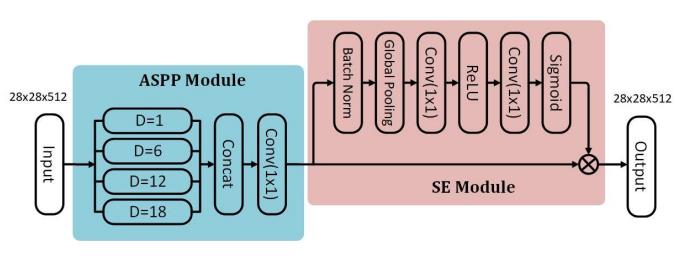 28x28x512
Input
ASPP Module
D=1
D=6
D=12
D=18
Concat
Conv(1x1)
Batch Norm
Global Pooling
Conv(1x1)
ReLU
Conv(1x1)
Sigmoid
SE Module
28x28x512
Output